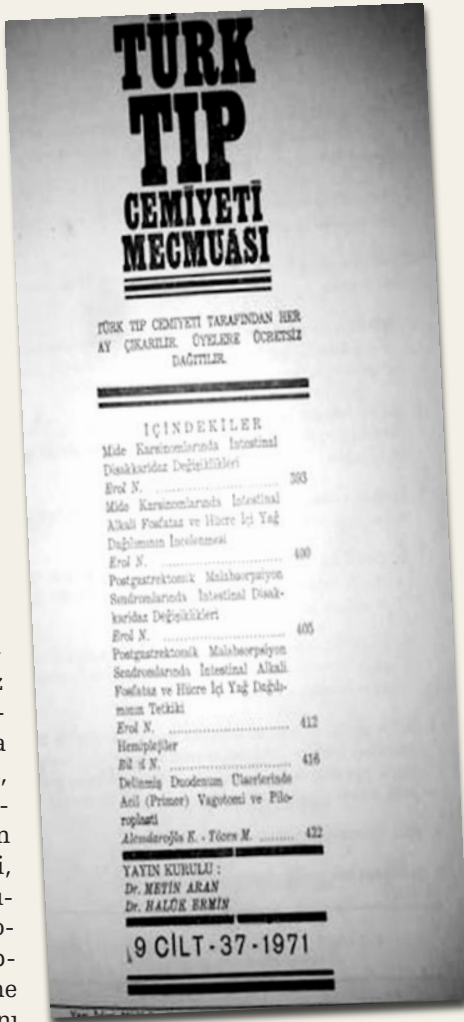 TÜRK
TIP
CEMİYETİ
MECMUASI
TÜRK TIP CEMİYETİ TARAFINDAN HER
AY ÇIKARILIR. ÜYELERE ÜCRETSİZ
DAĞITILIR.
İÇİNDEKİLER
Mide Karsinomlarında İntestinal
Disakkaridaz Değişiklikleri
Erol N. .................... 393
Mide Karsinomlarında İntestinal
Alkali Fosfataz ve Hücre İçi Yağ
Dağılımının İncelenmesi
Erol N. .................... 400
Postgastrektomik Malabsorpsiyon
Sendromlarında İntestinal Disak-
karidaz Değişiklikleri
Erol N. .................... 405
Postgastrektomik Malabsorpsiyon
Sendromlarında İntestinal Alkali
Fosfataz ve Hücre İçi Yağ Dağılı-
mının Tetkiki
Erol N. .................... 412
Hemiplejiler
N. .................... 416
Delinmiş Duodenum Ülserlerinde
Acil (Primer) Vagotomi ve Pilo-
roplasti
Alemdaroğlu K. - Tüzen M. ........ 422
YAYIN KURULU :
Dr. METİN ARAN
Dr. HALÛK ERMİN
9 CİLT - 37 - 1971